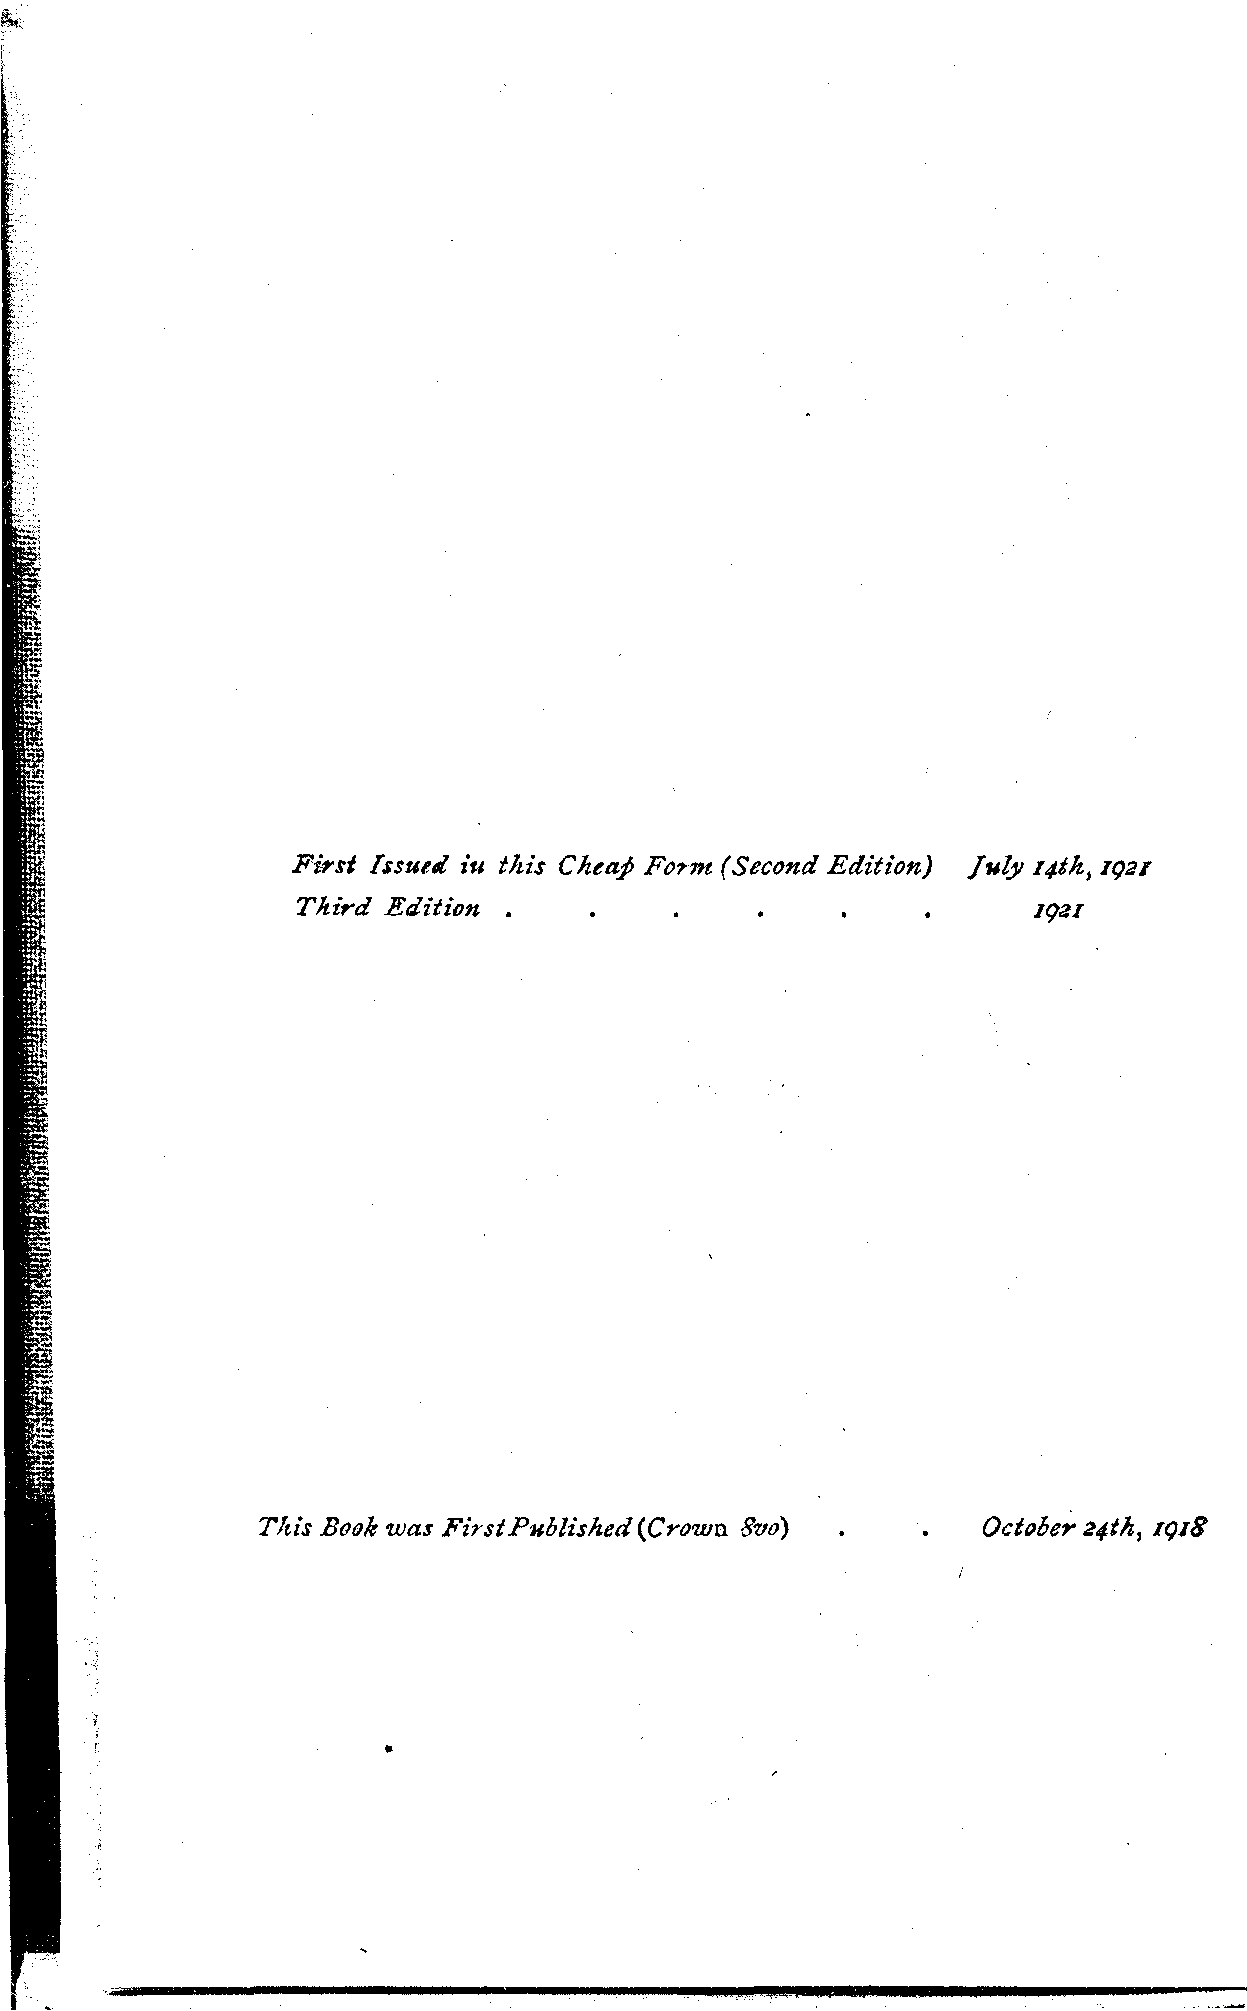 First Issued in this Cheap Form (Second Edition) July 14th, 1921
Third Edition . . . . . . 1921
This Book was First Published (Crown 8vo) . . October 24th, 1918